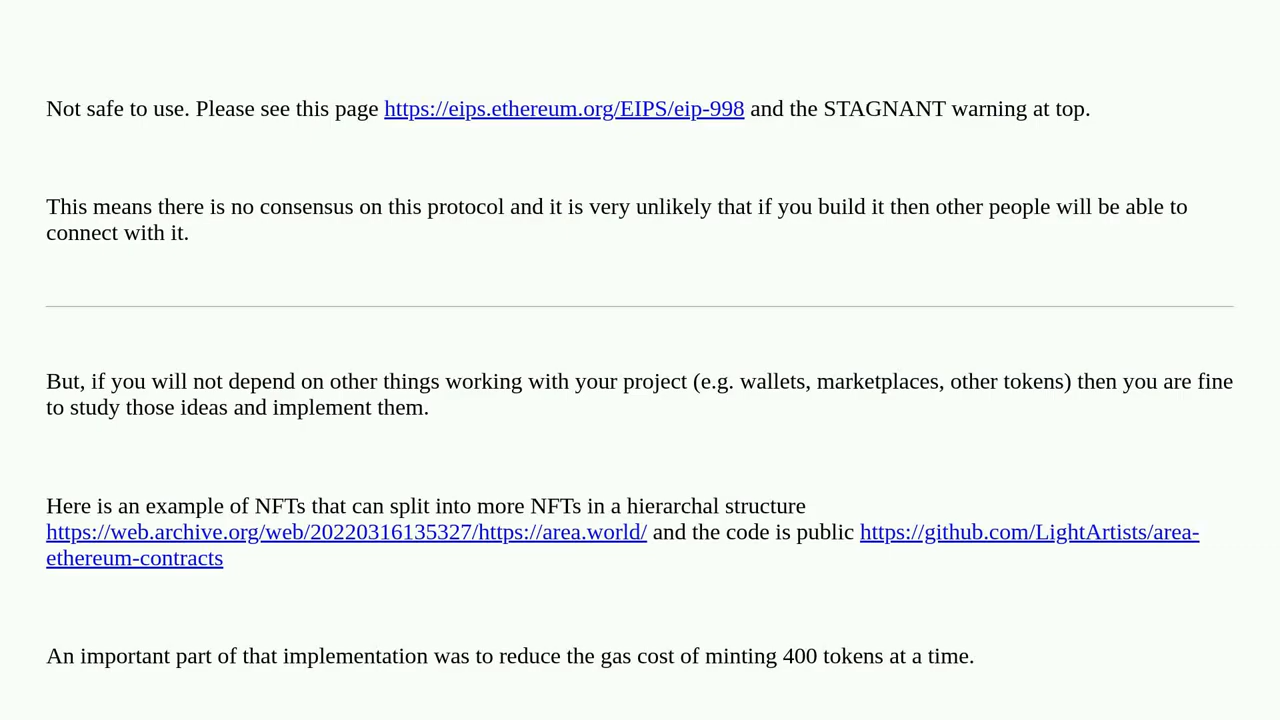 Not safe to use. Please see this page https://eips.ethereum.org/EIPS/eip-998 and the STAGNANT warning at top.
This means there is no consensus on this protocol and it is very unlikely that if you build it then other people will be able to
connect with it.
But, if you will not depend on other things working with your project (e.g. wallets, marketplaces, other tokens) then you are fine
to study those ideas and implement them.
Here is an example of NFTs that can split into more NFTs in a hierarchal structure
https://web.archive.org/web/20220316135327/https://area.world/ and the code is public https://github.com/LightArtists/area-
ethereum-contracts
An important part of that implementation was to reduce the gas cost of minting 400 tokens at a time.